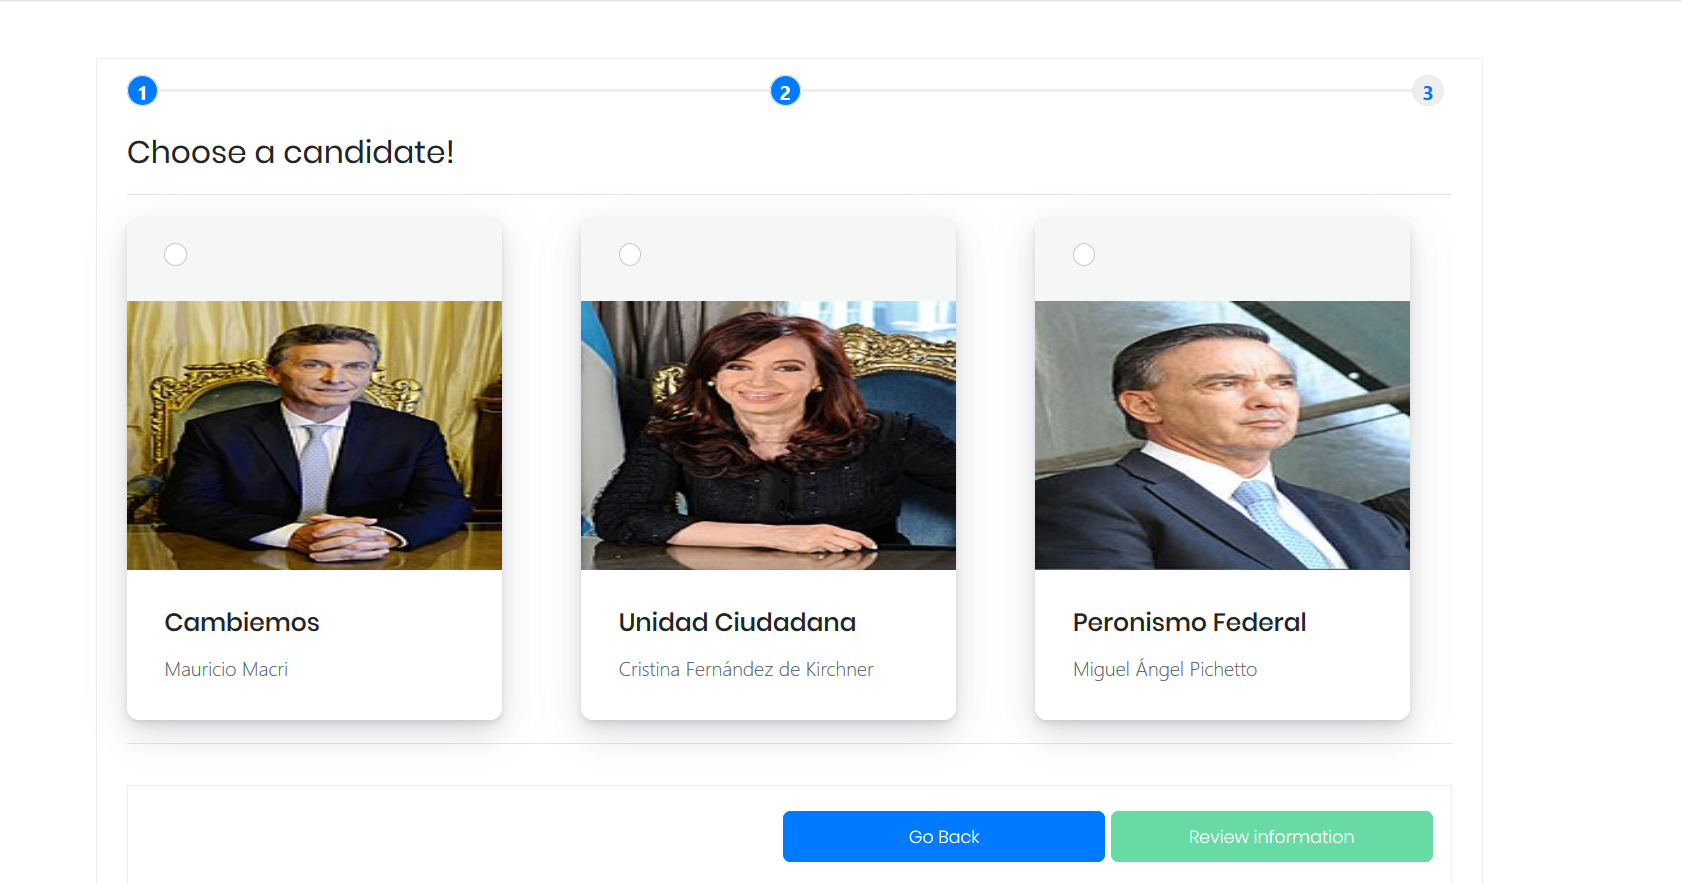 1
2
3
Choose a candidate!
Cambiemos
Mauricio Macri
Unidad Ciudadana
Cristina Fernández de Kirchner
Peronismo Federal
Miguel Ángel Pichetto
Go Back
Review information